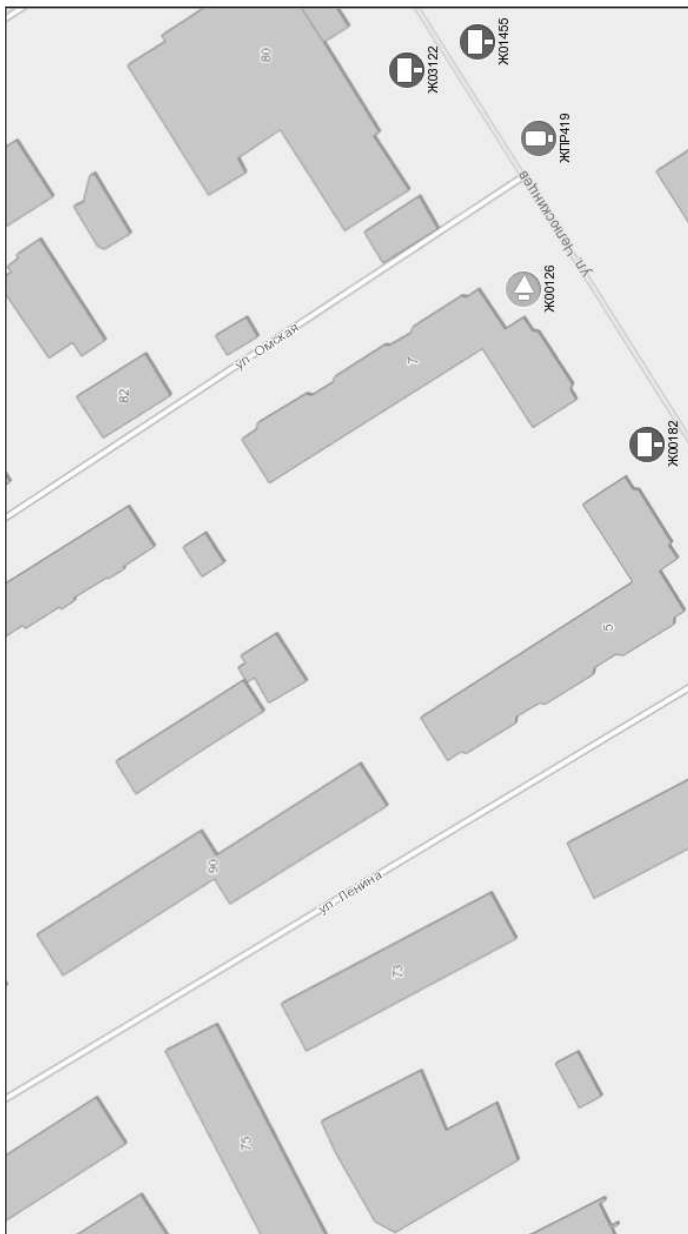 80
Ж03122
Ж01455
ЖПР419
ул. Челюскинцев
Ж00126
ул. Омская
82
7
Ж00182
5
90
ул. Ленина
73
75